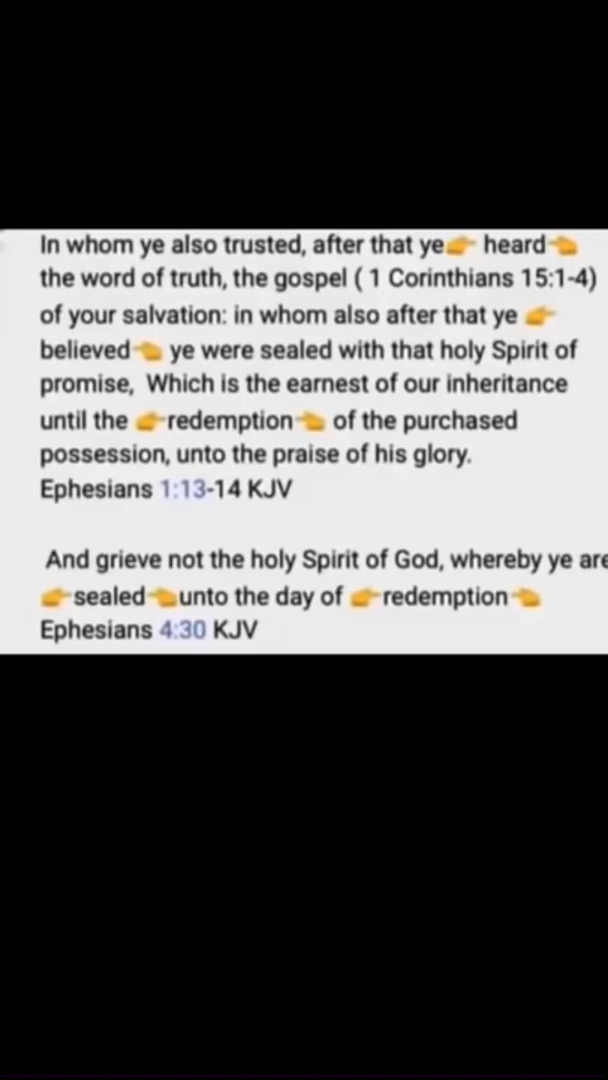 In whom ye also trusted, after that ye👉 heard👈
the word of truth, the gospel ( 1 Corinthians 15:1-4)
of your salvation: in whom also after that ye 👉
believed👈 ye were sealed with that holy Spirit of
promise, Which is the earnest of our inheritance
until the 👉redemption👈 of the purchased
possession, unto the praise of his glory.
Ephesians 1:13-14 KJV
And grieve not the holy Spirit of God, whereby ye are
👉sealed👈unto the day of 👉redemption👈
Ephesians 4:30 KJV